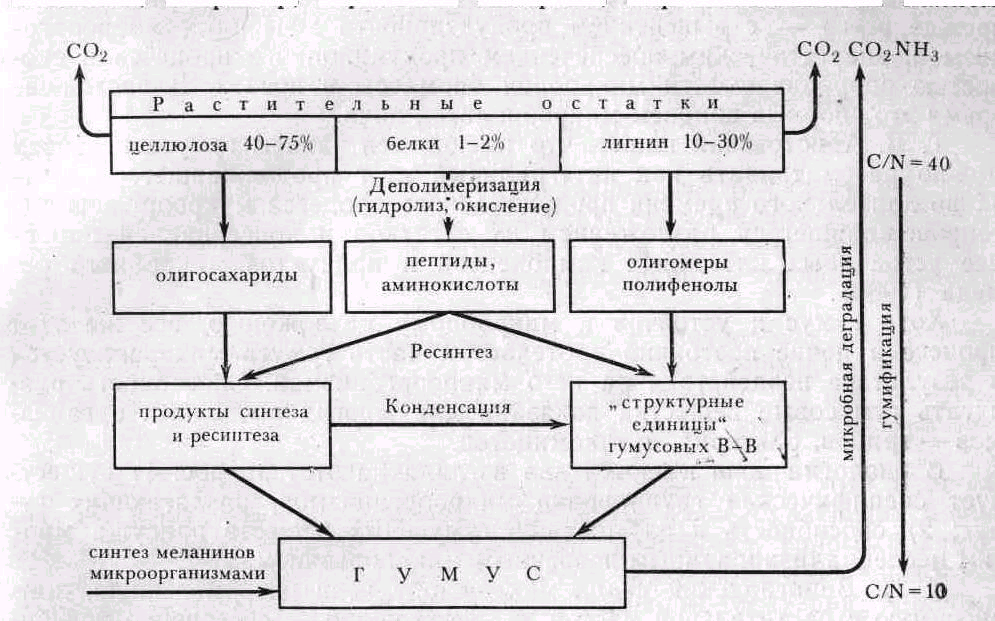 CO₂
CO₂ CO₂NH₃
Растительные остатки
целлюлоза 40–75%
белки 1–2%
лигнин 10–30%
C/N = 40
Деполимеризация
(гидролиз, окисление)
олигосахариды
пептиды,
аминокислоты
олигомеры
полифенолы
Ресинтез
продукты синтеза
и ресинтеза
Конденсация
„структурные
единицы“
гумусовых В–В
микробная деградация
гумификация
синтез меланинов
микроорганизмами
ГУМУС
C/N = 10